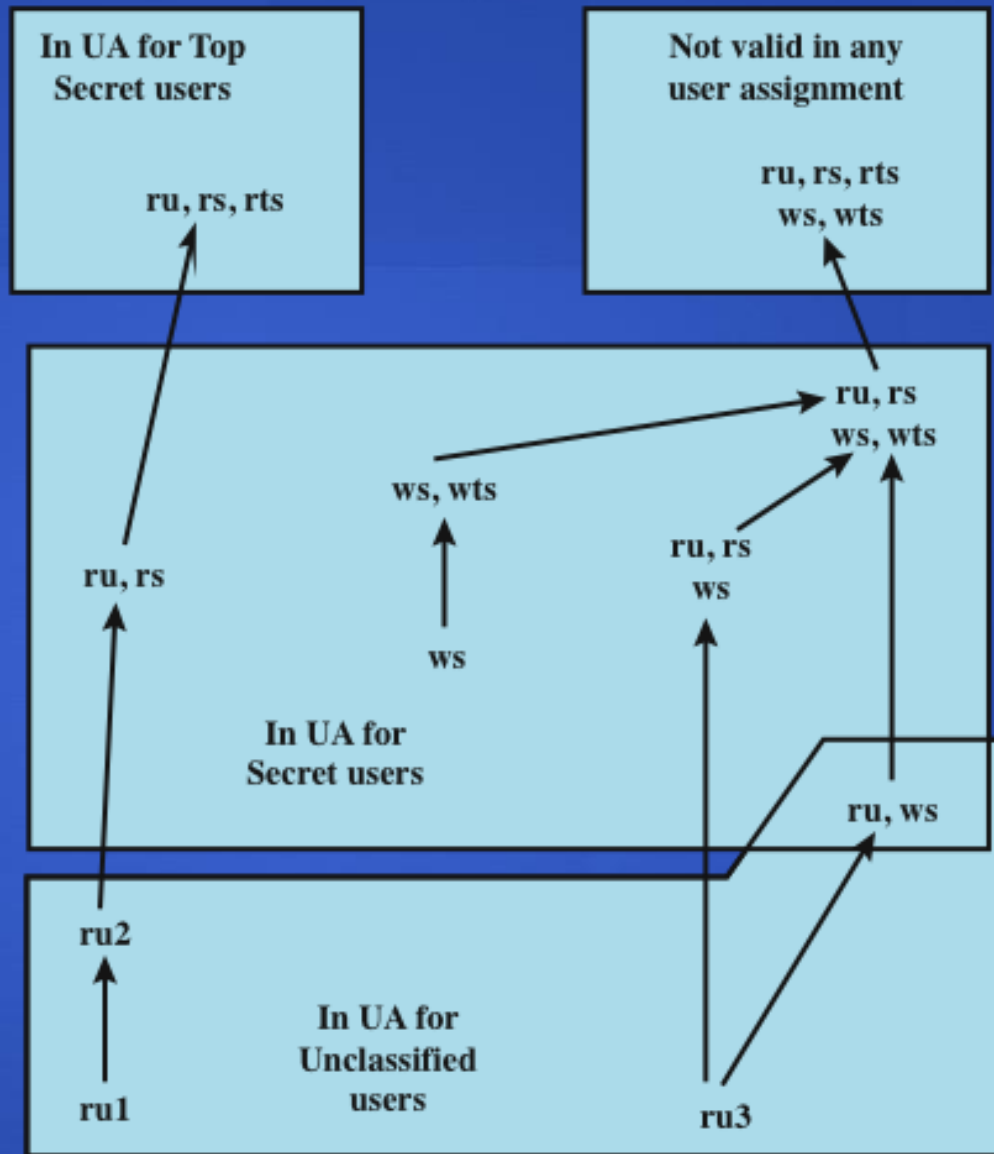 In UA for Top
Secret users
ru, rs, rts
Not valid in any
user assignment
ru, rs, rts
ws, wts
ru, rs
ws, wts
ws, wts
ru, rs
ws
ru, rs
ws
In UA for
Secret users
ru, ws
ru2
In UA for
Unclassified
users
ru1
ru3